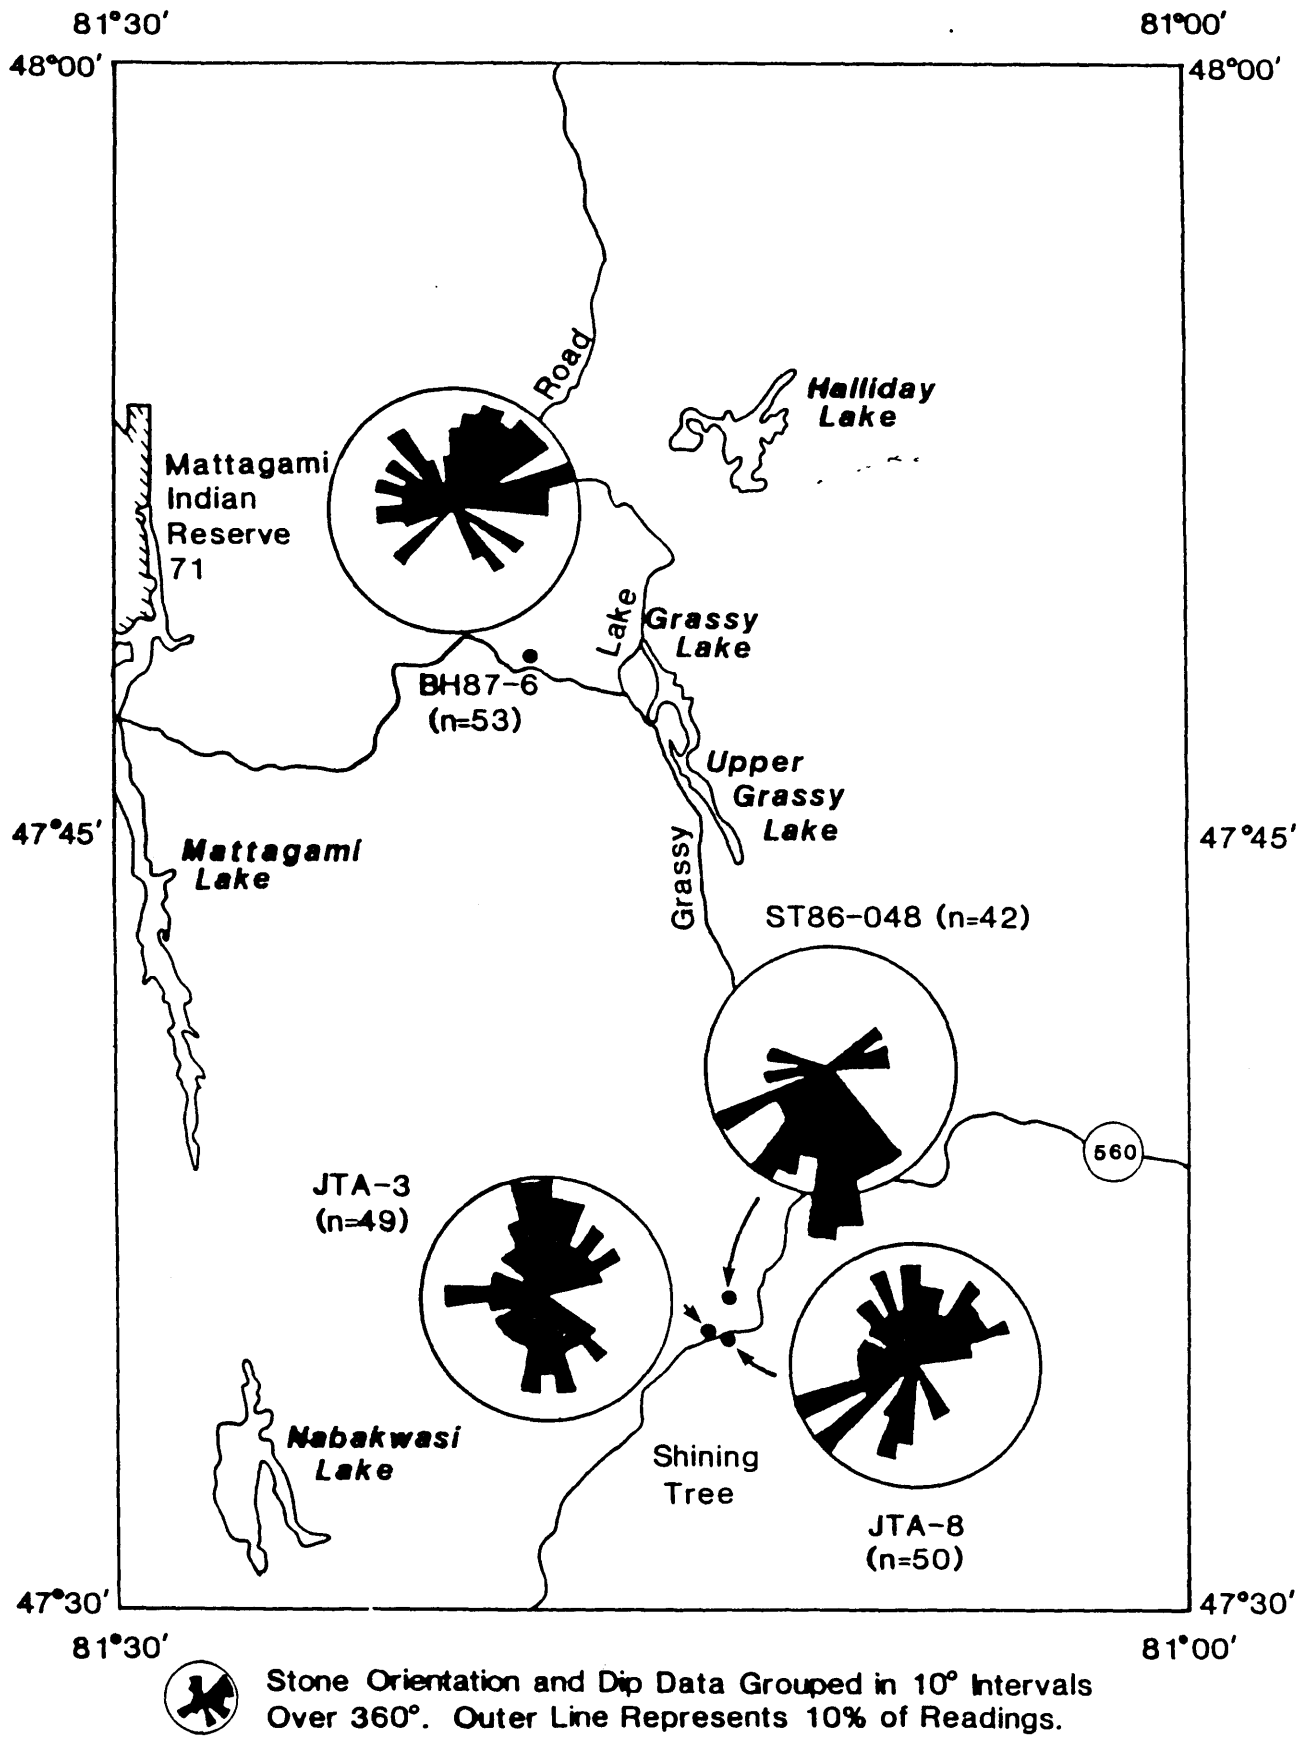 81°30'
81°00'
48°00'
48°00'
Road
Halliday
Lake
Mattagami
Indian
Reserve
71
Lake
Grassy
Lake
BH87-6
(n=53)
Upper
Grassy
Lake
47°45'
47°45'
Mattagami
Lake
Grassy
ST86-048 (n=42)
560
JTA-3
(n=49)
Nabakwasi
Lake
Shining
Tree
JTA-8
(n=50)
47°30'
47°30'
81°30'
81°00'
Stone Orientation and Dip Data Grouped in 10° Intervals
Over 360°. Outer Line Represents 10% of Readings.